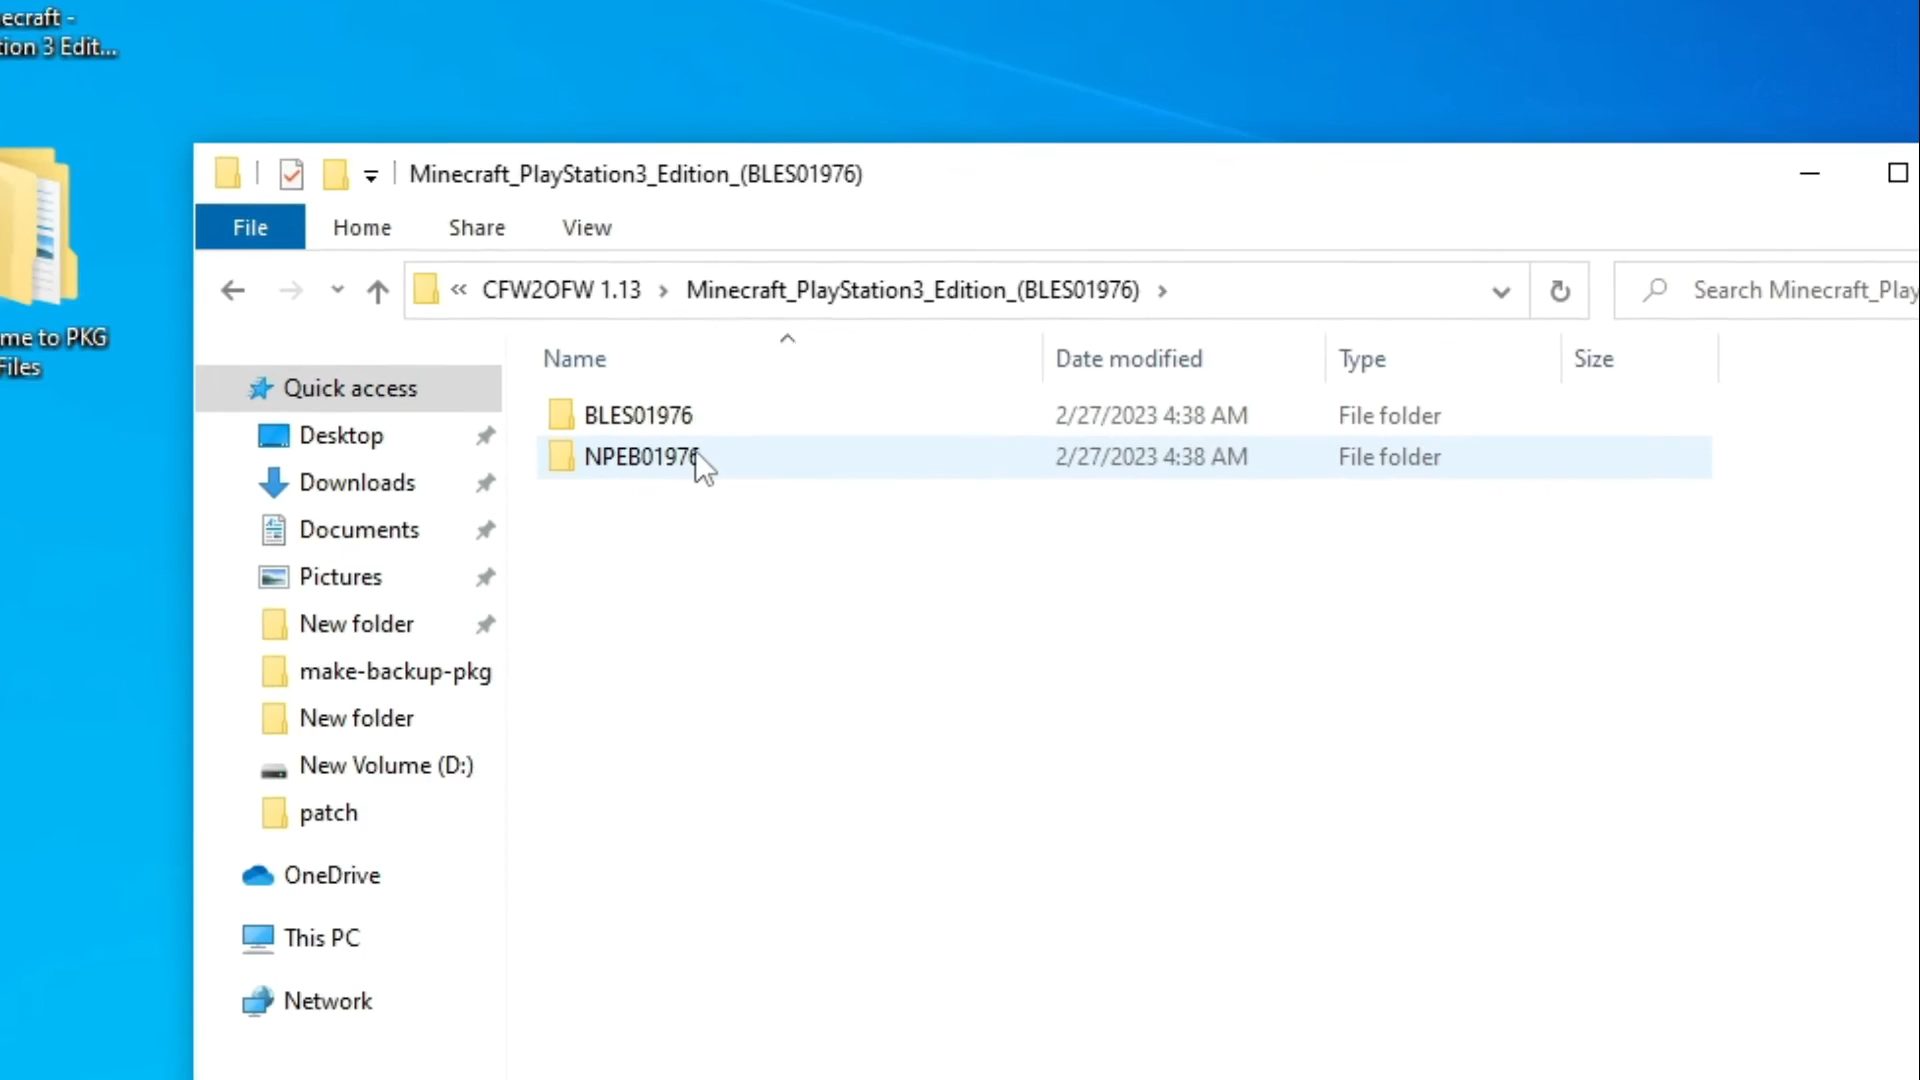 ecraft -
tion 3 Edit...
me to PKG
Files
Minecraft_PlayStation3_Edition_(BLES01976)
File Home Share View
« CFW2OFW 1.13 > Minecraft_PlayStation3_Edition_(BLES01976) >
Search Minecraft_Play
Name Date modified Type Size
BLES01976 2/27/2023 4:38 AM File folder
NPEB01976 2/27/2023 4:38 AM File folder
Quick access
Desktop
Downloads
Documents
Pictures
New folder
make-backup-pkg
New folder
New Volume (D:)
patch
OneDrive
This PC
Network